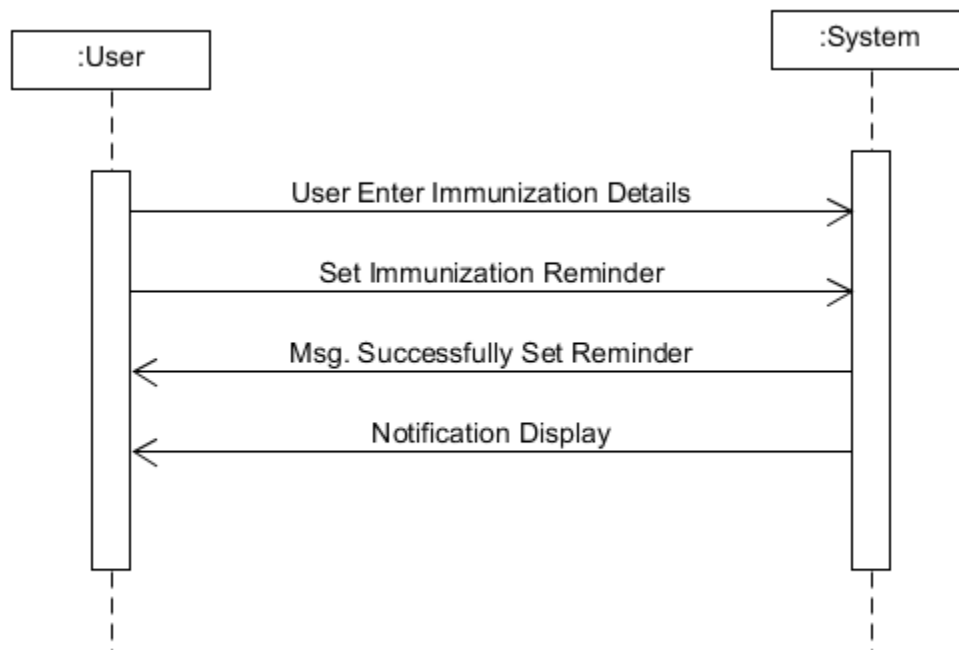 :User
:System
User Enter Immunization Details
Set Immunization Reminder
Msg. Successfully Set Reminder
Notification Display